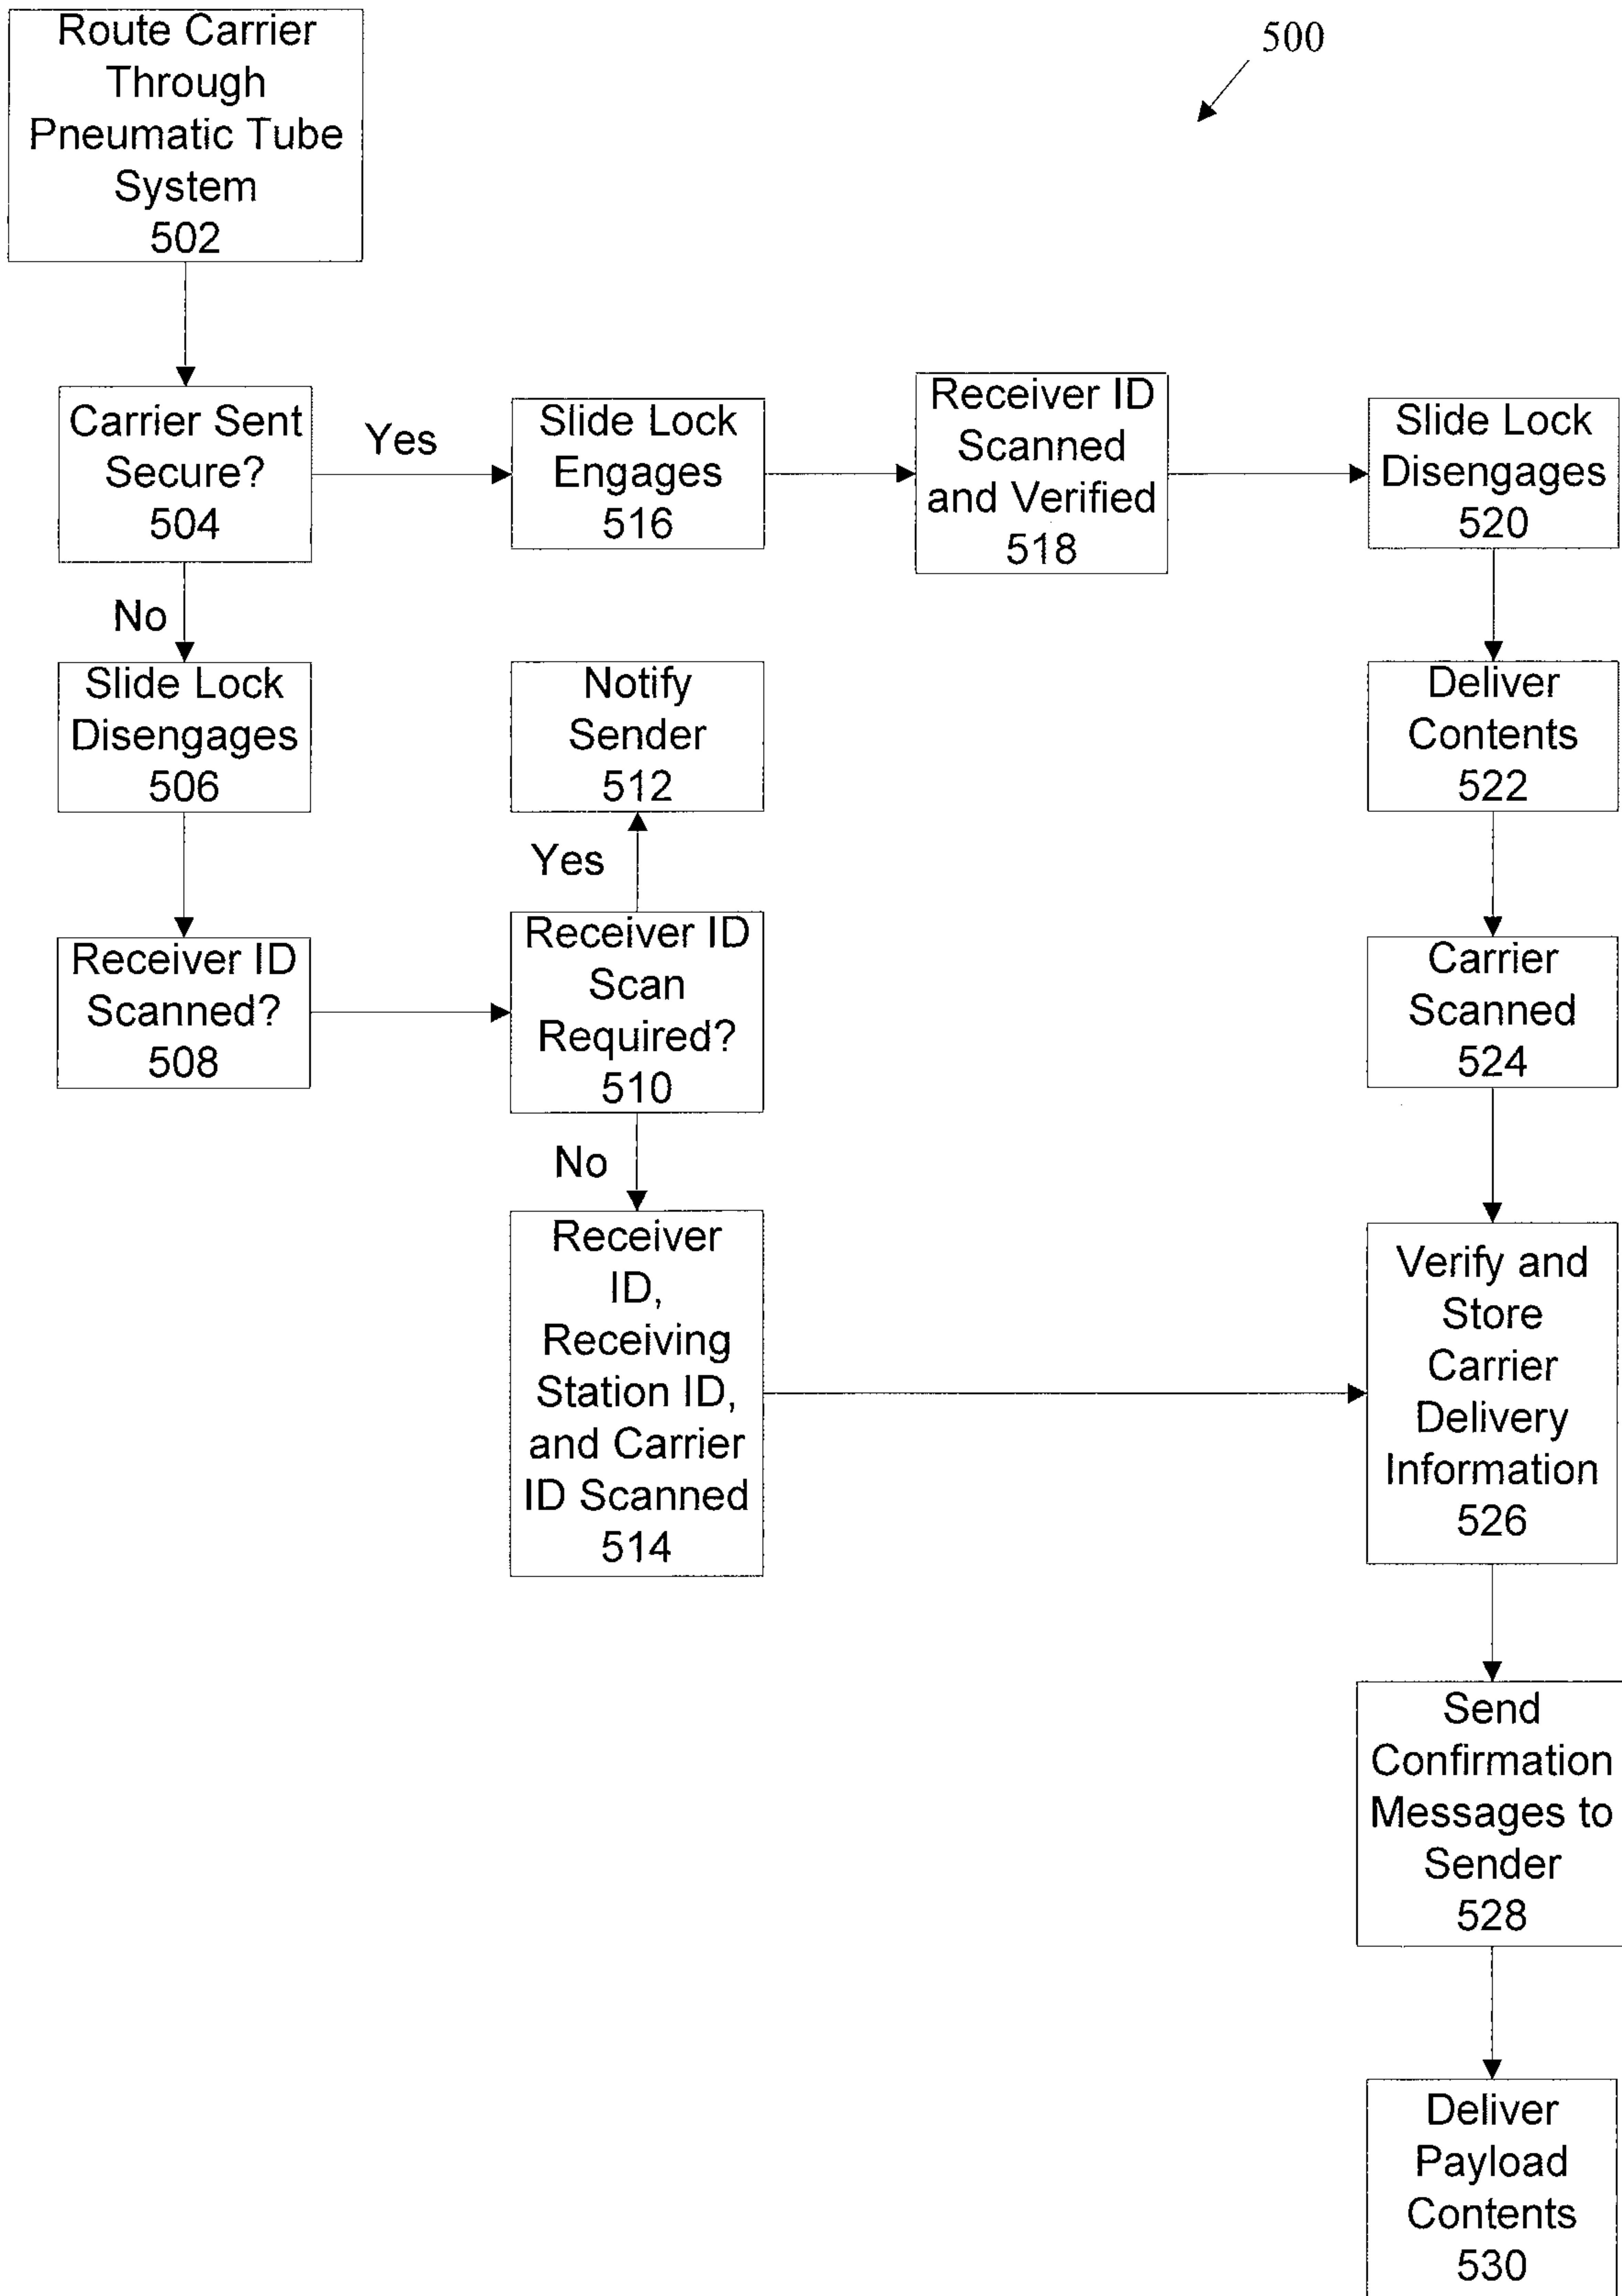 Route Carrier
Through
Pneumatic Tube
System
502
500
Carrier Sent
Secure?
504
Yes
Slide Lock
Engages
516
Receiver ID
Scanned
and Verified
518
Slide Lock
Disengages
520
No
Slide Lock
Disengages
506
Notify
Sender
512
Deliver
Contents
522
Yes
Receiver ID
Scanned?
508
Receiver ID
Scan
Required?
510
Carrier
Scanned
524
No
Receiver
ID,
Receiving
Station ID,
and Carrier
ID Scanned
514
Verify and
Store
Carrier
Delivery
Information
526
Send
Confirmation
Messages to
Sender
528
Deliver
Payload
Contents
530